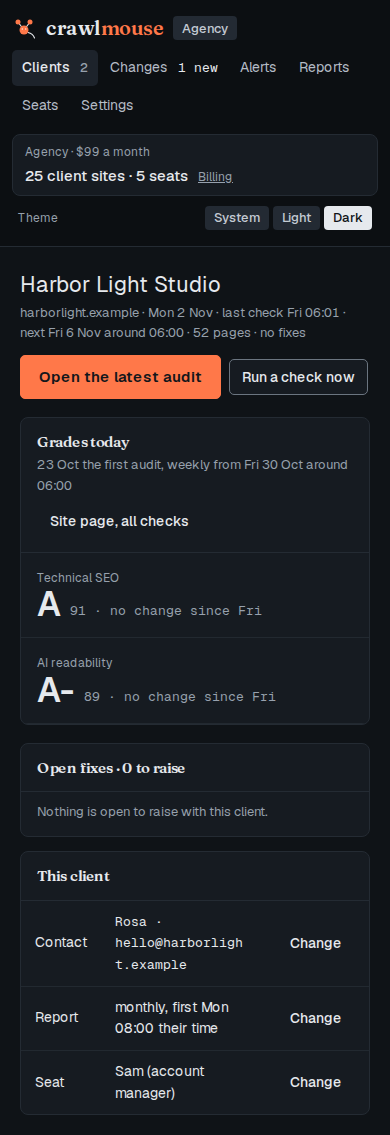 crawlmouse Agency
Clients 2 Changes 1 new Alerts Reports
Seats Settings
Agency · $99 a month
25 client sites · 5 seats Billing
Theme System Light Dark
Harbor Light Studio
harborlight.example · Mon 2 Nov · last check Fri 06:01 ·
next Fri 6 Nov around 06:00 · 52 pages · no fixes
Open the latest audit Run a check now
Grades today
23 Oct the first audit, weekly from Fri 30 Oct around
06:00
Site page, all checks
Technical SEO
A 91 · no change since Fri
AI readability
A- 89 · no change since Fri
Open fixes · 0 to raise
Nothing is open to raise with this client.
This client
Rosa ·
Contact hello@harborligh Change
t.example
Report monthly, first Mon Change
08:00 their time
Seat Sam (account Change
manager)